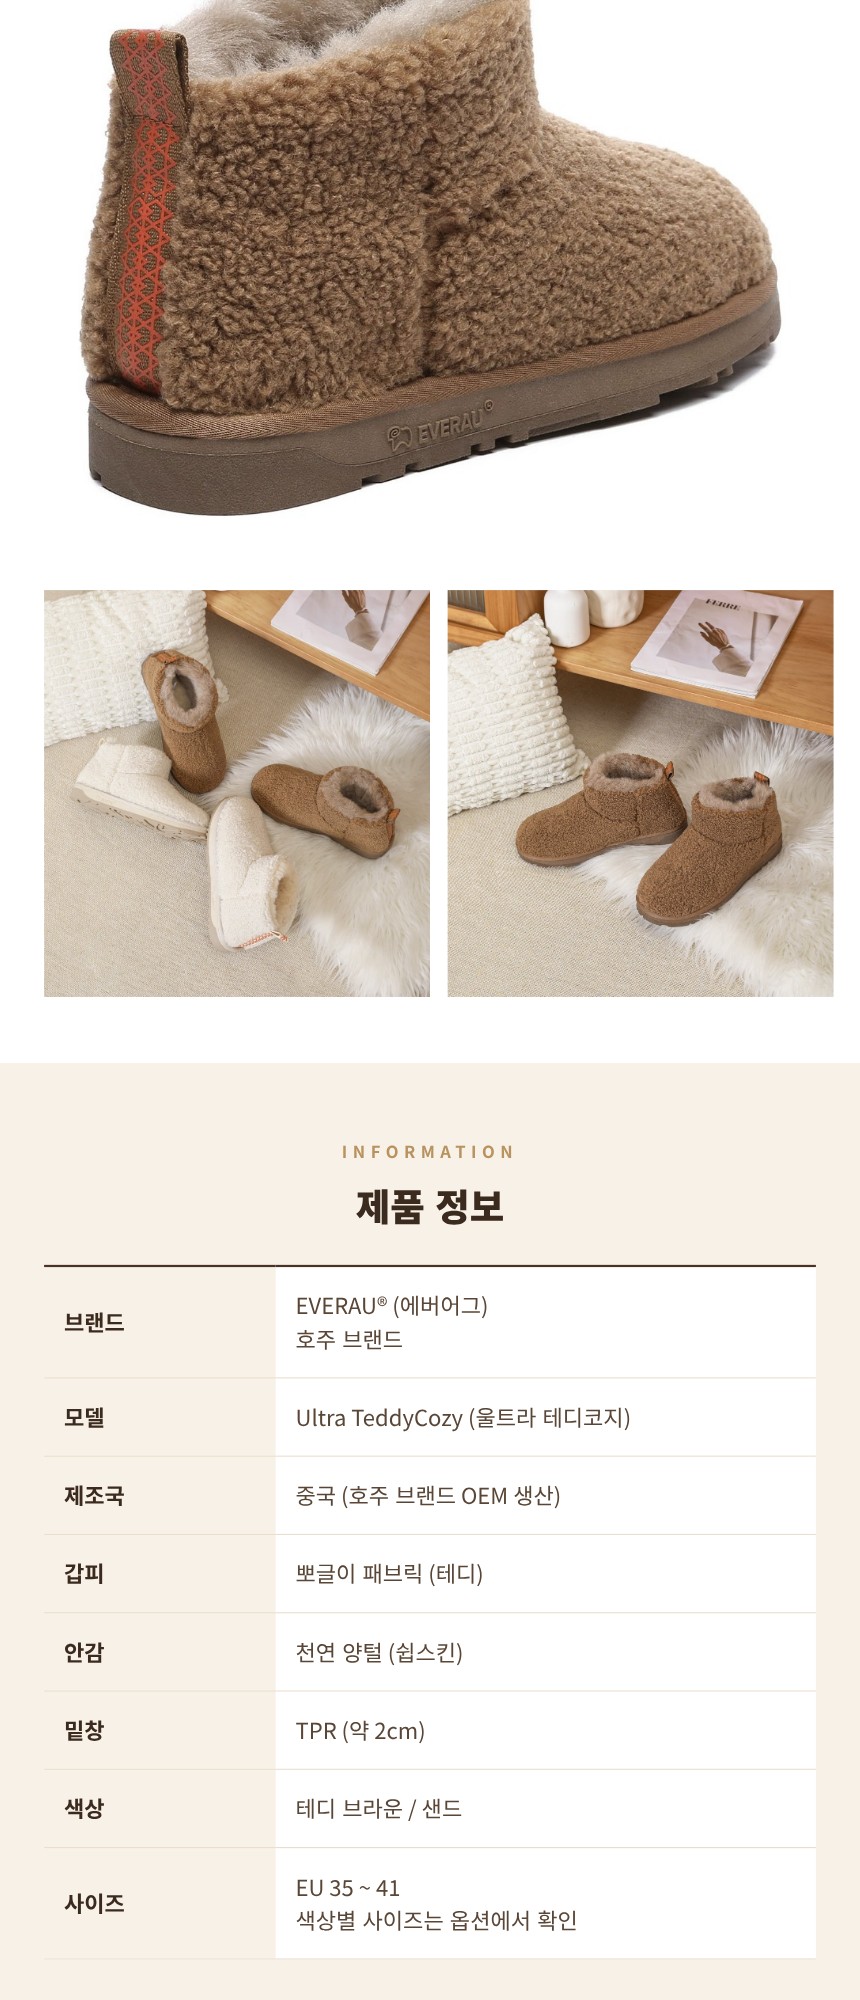 EVERAU®
FERRE
INFORMATION
제품 정보
브랜드
EVERAU® (에버어그)
호주 브랜드
모델
Ultra TeddyCozy (울트라 테디코지)
제조국
중국 (호주 브랜드 OEM 생산)
갑피
뽀글이 패브릭 (테디)
안감
천연 양털 (쉽스킨)
밑창
TPR (약 2cm)
색상
테디 브라운 / 샌드
사이즈
EU 35 ~ 41
색상별 사이즈는 옵션에서 확인